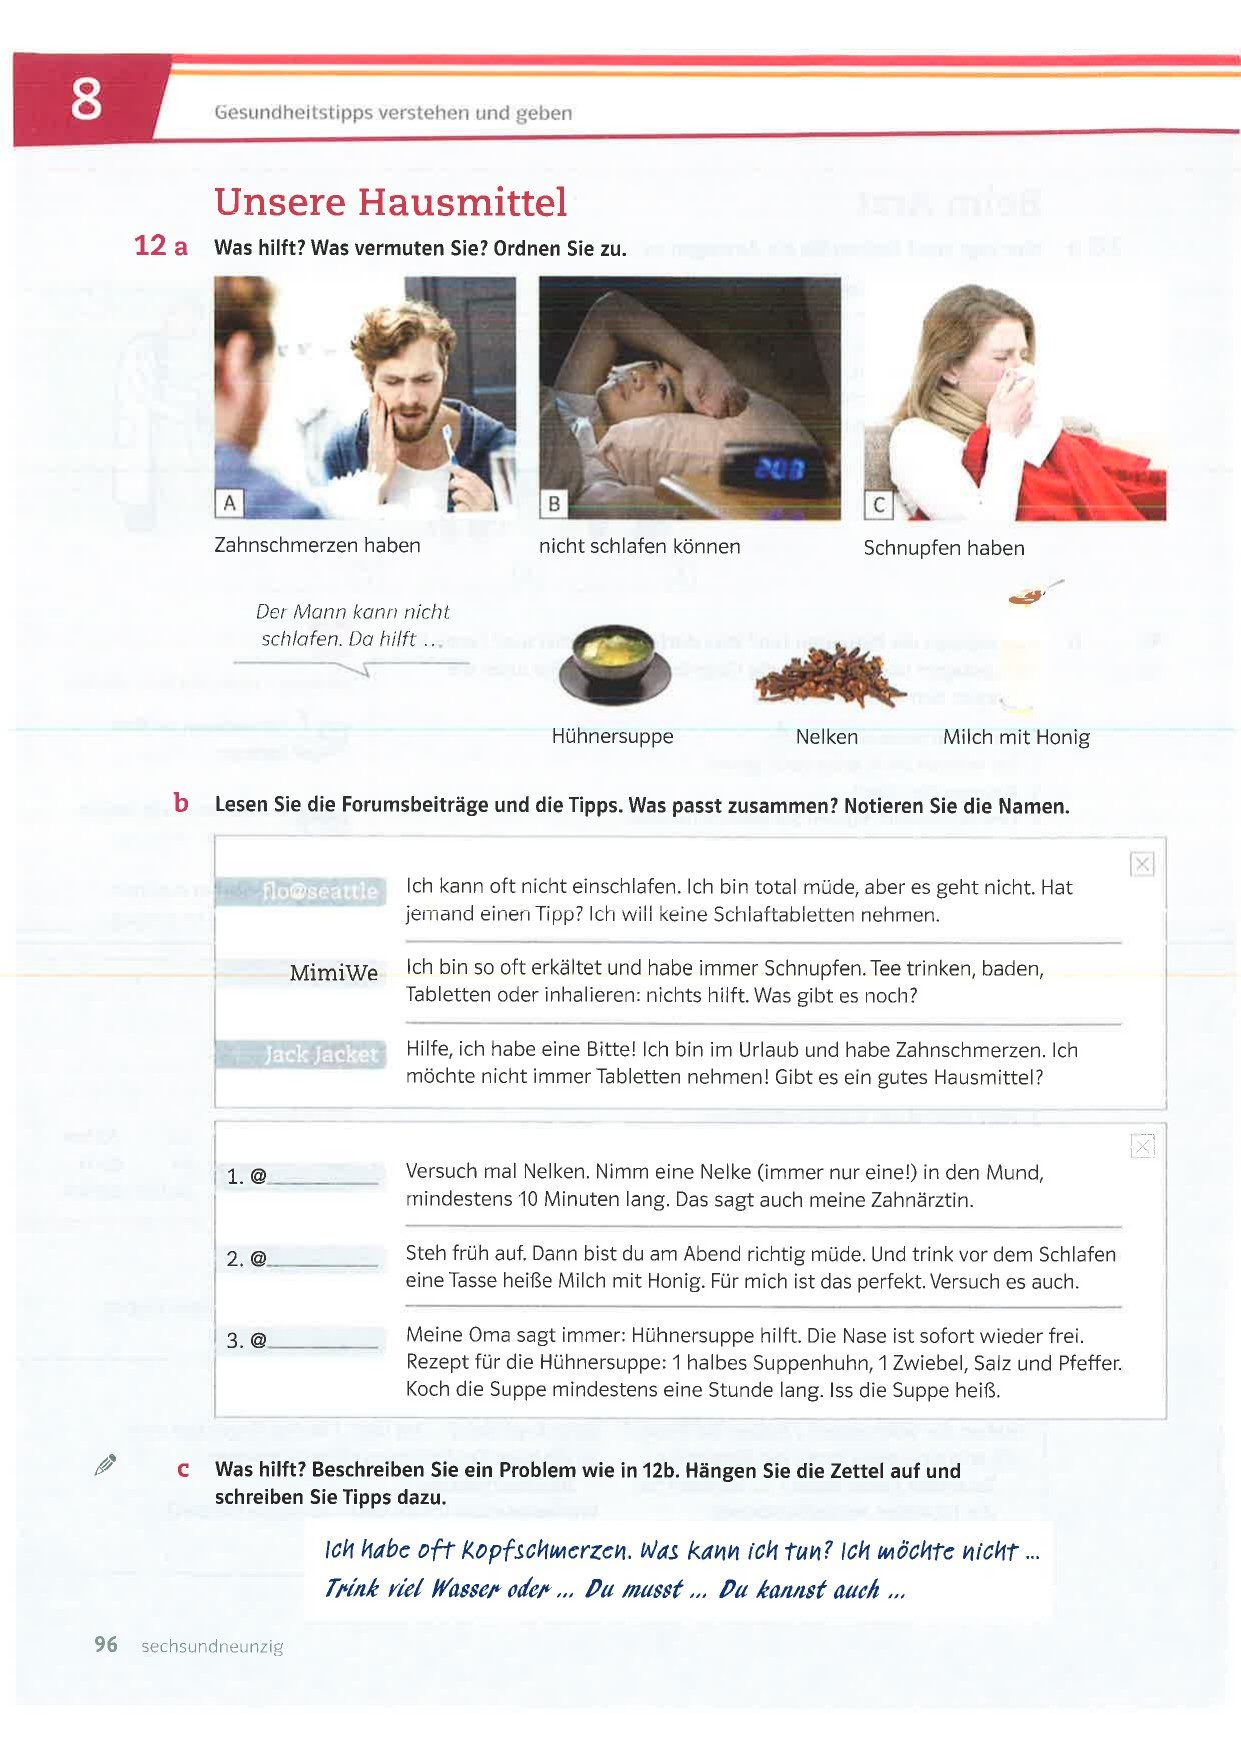 8
Gesundheitstipps verstehen und geben
Unsere Hausmittel
12 a Was hilft? Was vermuten Sie? Ordnen Sie zu.
A
B
208
C
Zahnschmerzen haben
nicht schlafen können
Schnupfen haben
Der Mann kann nicht
schlafen. Da hilft ...
Hühnersuppe
Nelken
Milch mit Honig
b Lesen Sie die Forumsbeiträge und die Tipps. Was passt zusammen? Notieren Sie die Namen.
flo@seattle
Ich kann oft nicht einschlafen. Ich bin total müde, aber es geht nicht. Hat
jemand einen Tipp? Ich will keine Schlaftabletten nehmen.
MimiWe
Ich bin so oft erkältet und habe immer Schnupfen. Tee trinken, baden,
Tabletten oder inhalieren: nichts hilft. Was gibt es noch?
Jack Jacket
Hilfe, ich habe eine Bitte! Ich bin im Urlaub und habe Zahnschmerzen. Ich
möchte nicht immer Tabletten nehmen! Gibt es ein gutes Hausmittel?
1. @__________
Versuch mal Nelken. Nimm eine Nelke (immer nur eine!) in den Mund,
mindestens 10 Minuten lang. Das sagt auch meine Zahnärztin.
2. @__________
Steh früh auf. Dann bist du am Abend richtig müde. Und trink vor dem Schlafen
eine Tasse heiße Milch mit Honig. Für mich ist das perfekt. Versuch es auch.
3. @__________
Meine Oma sagt immer: Hühnersuppe hilft. Die Nase ist sofort wieder frei.
Rezept für die Hühnersuppe: 1 halbes Suppenhuhn, 1 Zwiebel, Salz und Pfeffer.
Koch die Suppe mindestens eine Stunde lang. Iss die Suppe heiß.
c Was hilft? Beschreiben Sie ein Problem wie in 12b. Hängen Sie die Zettel auf und
schreiben Sie Tipps dazu.
Ich habe oft Kopfschmerzen. Was kann ich tun? Ich möchte nicht ...
Trink viel Wasser oder ... Du musst ... Du kannst auch ...
96 sechsundneunzig